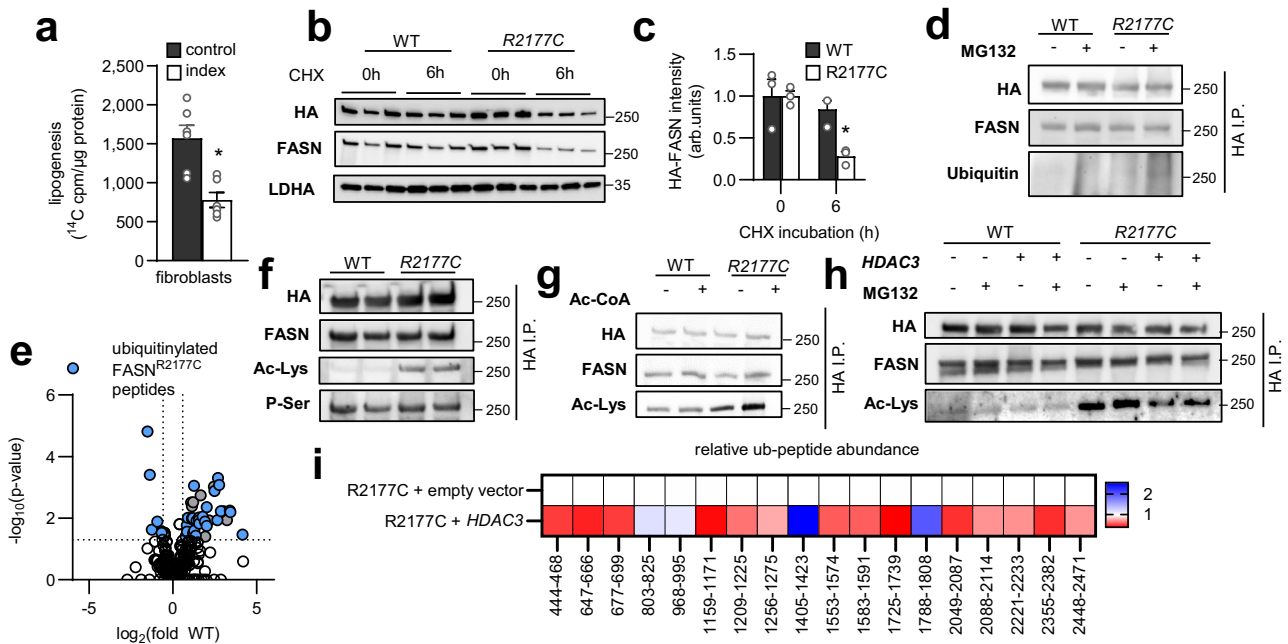 a
control
index
2,500
2,000
1,500
1,000
500
0
lipogenesis
(¹⁴C cpm/µg protein)
*
fibroblasts
b
WT R2177C
CHX 0h 6h 0h 6h
HA 250
FASN 250
LDHA 35
c
WT
R2177C
1.5
1.0
0.5
0.0
HA-FASN intensity
(arb.units)
*
0 6
CHX incubation (h)
d
WT R2177C
MG132 - + - +
HA 250
FASN 250
Ubiquitin 250
HA I.P.
e
ubiquitinylated
FASN^R2177C
peptides
6
4
2
0
-log₁₀(p-value)
-5 0 5
log₂(fold WT)
f
WT R2177C
HA 250
FASN 250
Ac-Lys 250
P-Ser 250
HA I.P.
g
WT R2177C
Ac-CoA - + - +
HA 250
FASN 250
Ac-Lys 250
HA I.P.
h
WT R2177C
HDAC3 - - + + - - + +
MG132 - + - + - + - +
HA 250
FASN 250
Ac-Lys 250
HA I.P.
i
relative ub-peptide abundance
R2177C + empty vector
R2177C + HDAC3
2
1
444-468
647-666
677-699
803-825
968-995
1159-1171
1209-1225
1256-1275
1405-1423
1553-1574
1583-1591
1725-1739
1788-1808
2049-2087
2088-2114
2221-2233
2355-2382
2448-2471